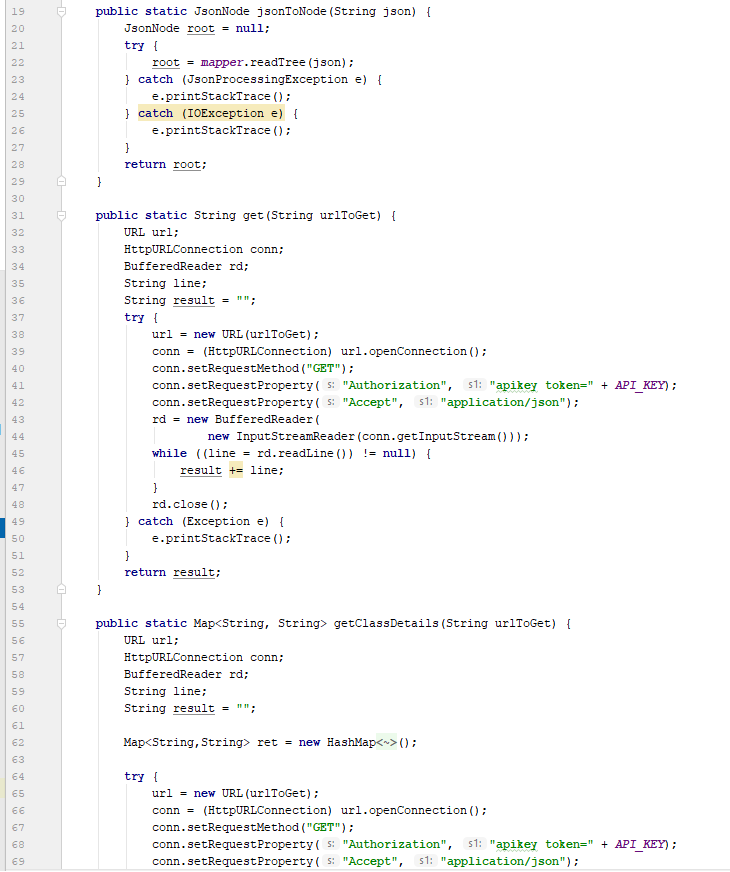 19 public static JsonNode jsonToNode(String json) {
20 JsonNode root = null;
21 try {
22 root = mapper.readTree(json);
23 } catch (JsonProcessingException e) {
24 e.printStackTrace();
25 } catch (IOException e) {
26 e.printStackTrace();
27 }
28 return root;
29 }
30
31 public static String get(String urlToGet) {
32 URL url;
33 HttpURLConnection conn;
34 BufferedReader rd;
35 String line;
36 String result = "";
37 try {
38 url = new URL(urlToGet);
39 conn = (HttpURLConnection) url.openConnection();
40 conn.setRequestMethod("GET");
41 conn.setRequestProperty( s: "Authorization", s1: "apikey token=" + API_KEY);
42 conn.setRequestProperty( s: "Accept", s1: "application/json");
43 rd = new BufferedReader(
44 new InputStreamReader(conn.getInputStream()));
45 while ((line = rd.readLine()) != null) {
46 result += line;
47 }
48 rd.close();
49 } catch (Exception e) {
50 e.printStackTrace();
51 }
52 return result;
53 }
54
55 public static Map<String, String> getClassDetails(String urlToGet) {
56 URL url;
57 HttpURLConnection conn;
58 BufferedReader rd;
59 String line;
60 String result = "";
61
62 Map<String,String> ret = new HashMap<~>();
63
64 try {
65 url = new URL(urlToGet);
66 conn = (HttpURLConnection) url.openConnection();
67 conn.setRequestMethod("GET");
68 conn.setRequestProperty( s: "Authorization", s1: "apikey token=" + API_KEY);
69 conn.setRequestProperty( s: "Accept", s1: "application/json");